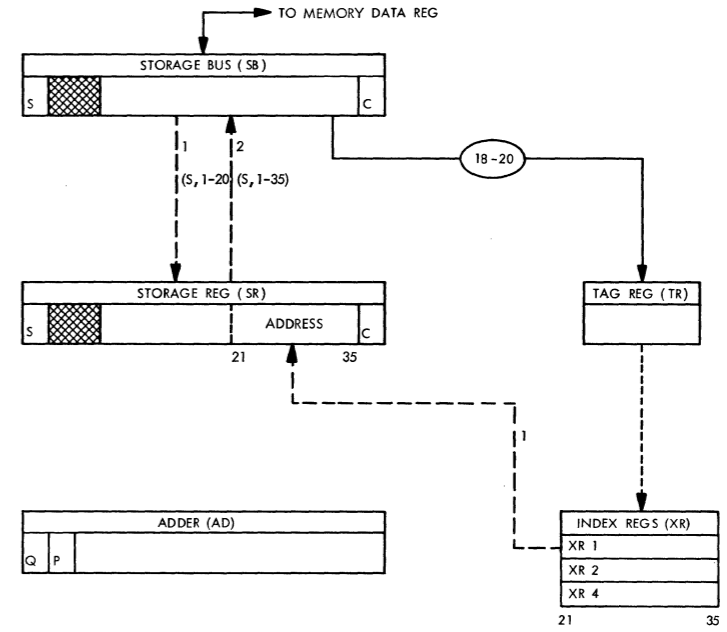 TO MEMORY DATA REG
STORAGE BUS (SB)
S
C
1
2
18-20
(S, 1-20)
(S, 1-35)
STORAGE REG (SR)
TAG REG (TR)
S
ADDRESS
C
21
35
1
ADDER (AD)
INDEX REGS (XR)
Q
P
XR 1
XR 2
XR 4
21
35